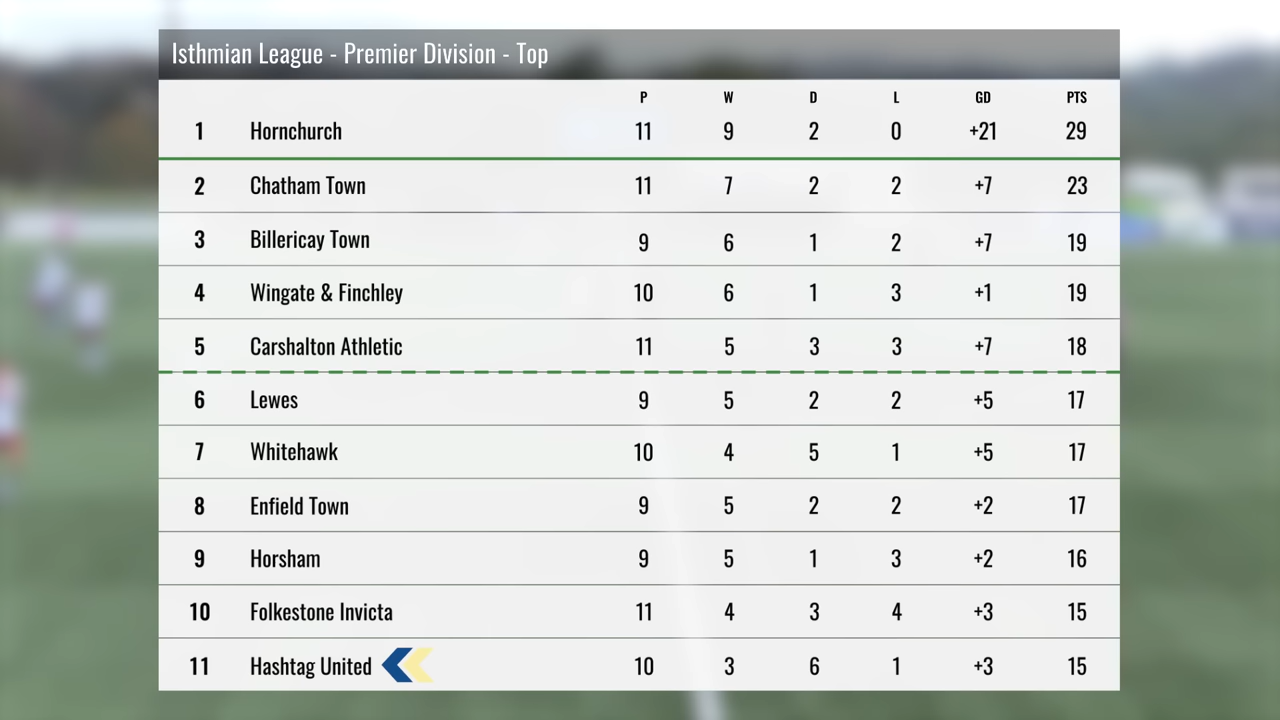 Isthmian League - Premier Division - Top
P W D L GD PTS
1 Hornchurch 11 9 2 0 +21 29
2 Chatham Town 11 7 2 2 +7 23
3 Billericay Town 9 6 1 2 +7 19
4 Wingate & Finchley 10 6 1 3 +1 19
5 Carshalton Athletic 11 5 3 3 +7 18
6 Lewes 9 5 2 2 +5 17
7 Whitehawk 10 4 5 1 +5 17
8 Enfield Town 9 5 2 2 +2 17
9 Horsham 9 5 1 3 +2 16
10 Folkestone Invicta 11 4 3 4 +3 15
11 Hashtag United 10 3 6 1 +3 15